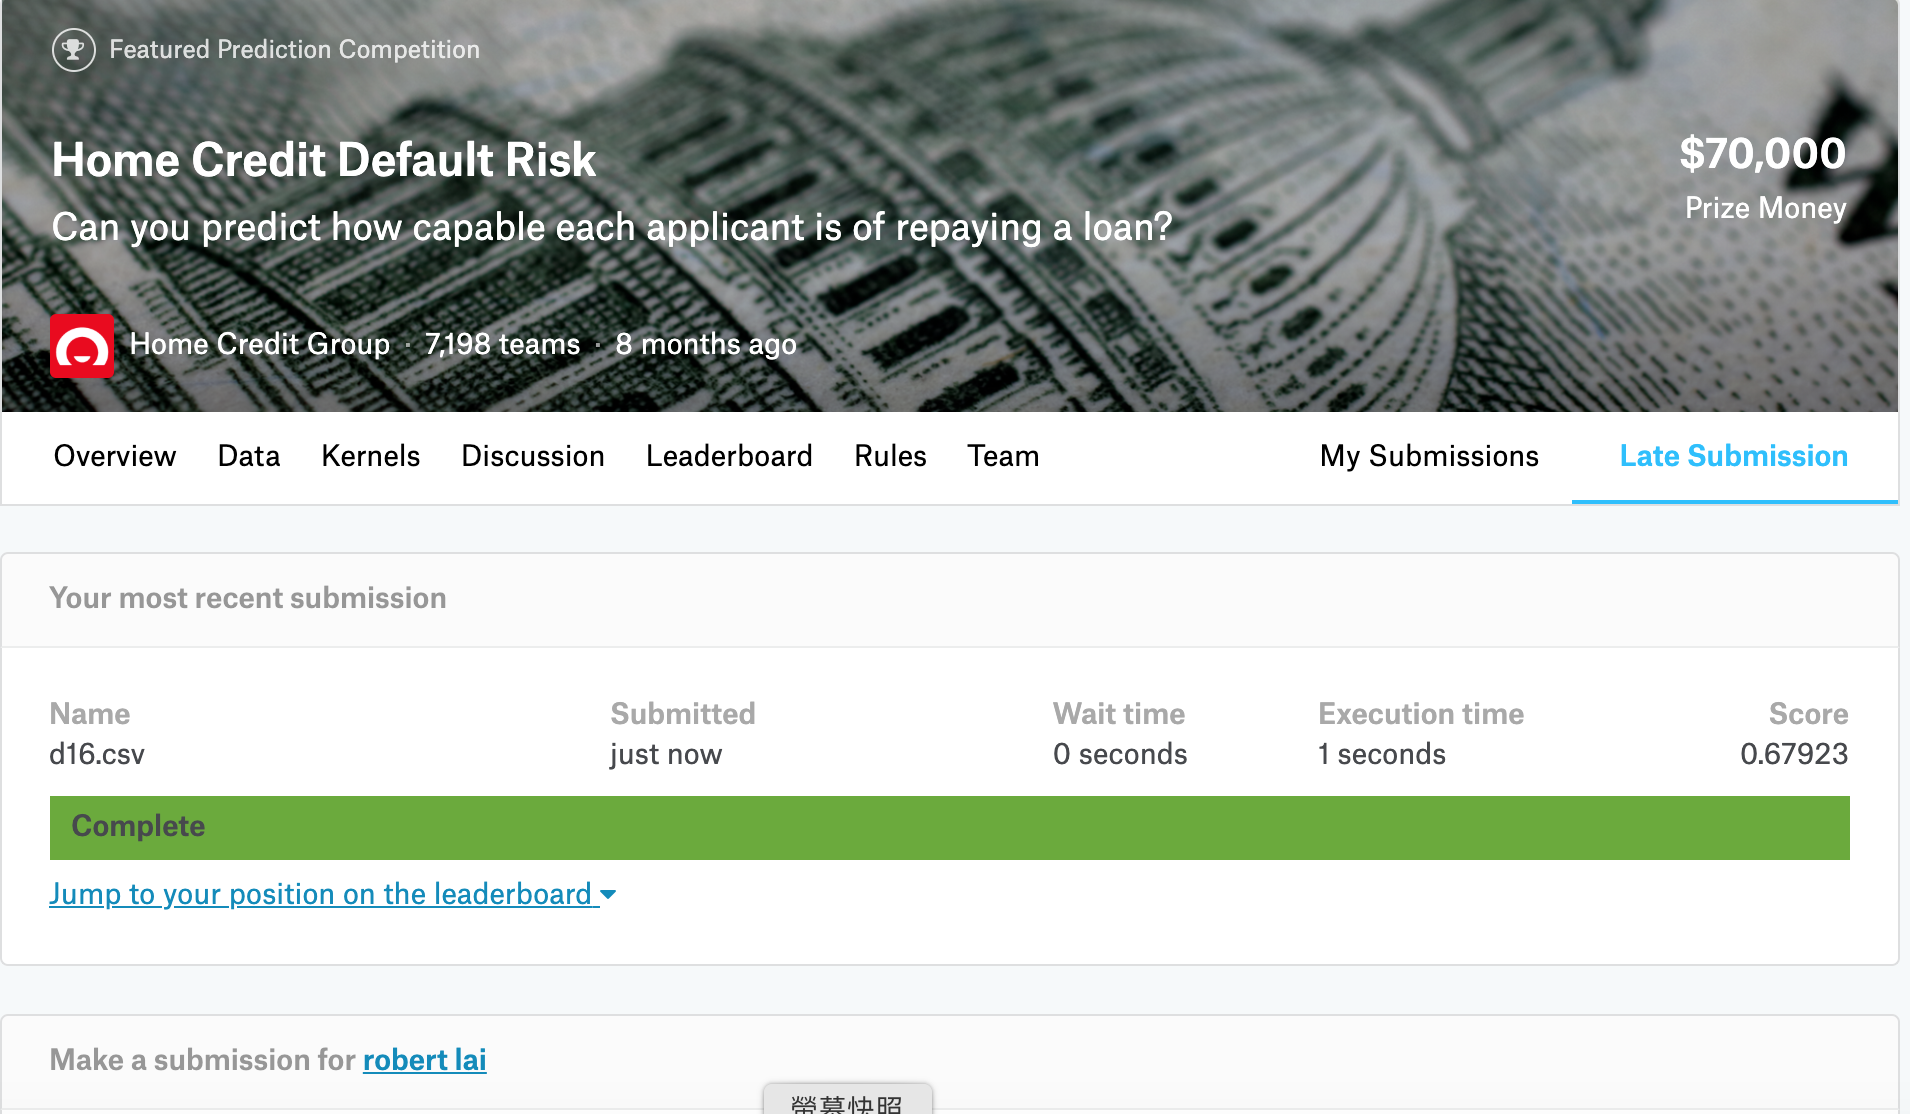 Featured Prediction Competition
Home Credit Default Risk
Can you predict how capable each applicant is of repaying a loan?
$70,000
Prize Money
Home Credit Group · 7,198 teams · 8 months ago
Overview Data Kernels Discussion Leaderboard Rules Team My Submissions Late Submission
Your most recent submission
Name Submitted Wait time Execution time Score
d16.csv just now 0 seconds 1 seconds 0.67923
Complete
Jump to your position on the leaderboard
Make a submission for robert lai
螢幕快照